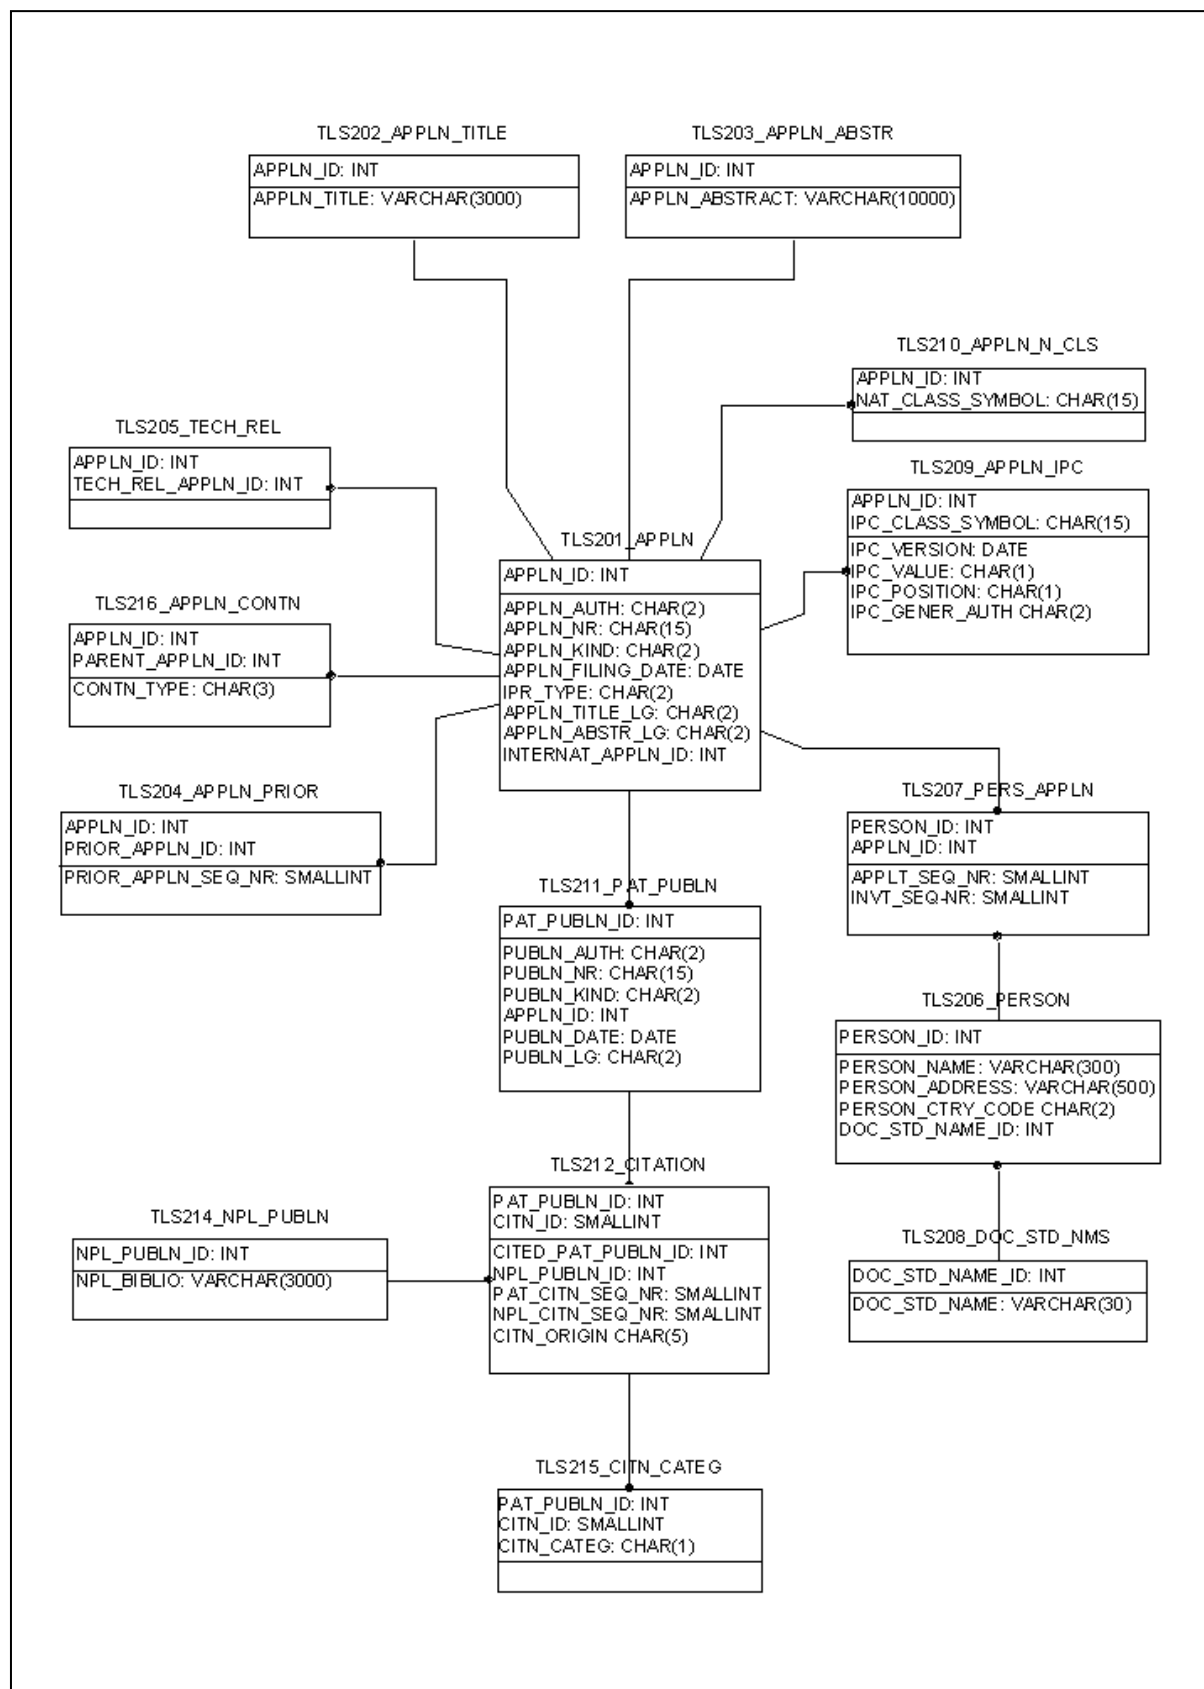 TLS202_APPLN_TITLE
APPLN_ID: INT
APPLN_TITLE: VARCHAR(3000)
TLS203_APPLN_ABSTR
APPLN_ID: INT
APPLN_ABSTRACT: VARCHAR(10000)
TLS210_APPLN_N_CLS
APPLN_ID: INT
NAT_CLASS_SYMBOL: CHAR(15)
TLS205_TECH_REL
APPLN_ID: INT
TECH_REL_APPLN_ID: INT
TLS209_APPLN_IPC
APPLN_ID: INT
IPC_CLASS_SYMBOL: CHAR(15)
IPC_VERSION: DATE
IPC_VALUE: CHAR(1)
IPC_POSITION: CHAR(1)
IPC_GENER_AUTH CHAR(2)
TLS201_APPLN
APPLN_ID: INT
APPLN_AUTH: CHAR(2)
APPLN_NR: CHAR(15)
APPLN_KIND: CHAR(2)
APPLN_FILING_DATE: DATE
IPR_TYPE: CHAR(2)
APPLN_TITLE_LG: CHAR(2)
APPLN_ABSTR_LG: CHAR(2)
INTERNAT_APPLN_ID: INT
TLS216_APPLN_CONTN
APPLN_ID: INT
PARENT_APPLN_ID: INT
CONTN_TYPE: CHAR(3)
TLS204_APPLN_PRIOR
APPLN_ID: INT
PRIOR_APPLN_ID: INT
PRIOR_APPLN_SEQ_NR: SMALLINT
TLS207_PERS_APPLN
PERSON_ID: INT
APPLN_ID: INT
APPLT_SEQ_NR: SMALLINT
INVT_SEQ-NR: SMALLINT
TLS211_PAT_PUBLN
PAT_PUBLN_ID: INT
PUBLN_AUTH: CHAR(2)
PUBLN_NR: CHAR(15)
PUBLN_KIND: CHAR(2)
APPLN_ID: INT
PUBLN_DATE: DATE
PUBLN_LG: CHAR(2)
TLS206_PERSON
PERSON_ID: INT
PERSON_NAME: VARCHAR(300)
PERSON_ADDRESS: VARCHAR(500)
PERSON_CTRY_CODE CHAR(2)
DOC_STD_NAME_ID: INT
TLS212_CITATION
PAT_PUBLN_ID: INT
CITN_ID: SMALLINT
CITED_PAT_PUBLN_ID: INT
NPL_PUBLN_ID: INT
PAT_CITN_SEQ_NR: SMALLINT
NPL_CITN_SEQ_NR: SMALLINT
CITN_ORIGIN CHAR(5)
TLS214_NPL_PUBLN
NPL_PUBLN_ID: INT
NPL_BIBLIO: VARCHAR(3000)
TLS208_DOC_STD_NMS
DOC_STD_NAME_ID: INT
DOC_STD_NAME: VARCHAR(30)
TLS215_CITN_CATEG
PAT_PUBLN_ID: INT
CITN_ID: SMALLINT
CITN_CATEG: CHAR(1)